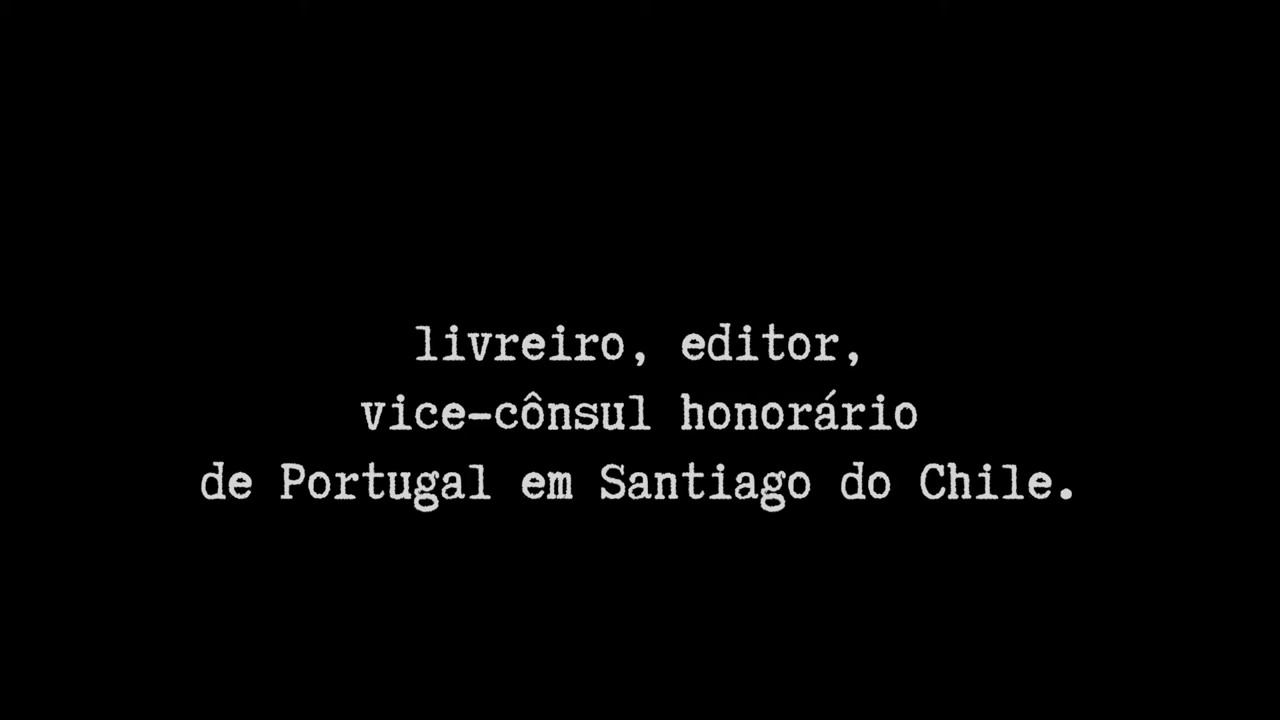 livreiro, editor,
vice-cônsul honorário
de Portugal em Santiago do Chile.